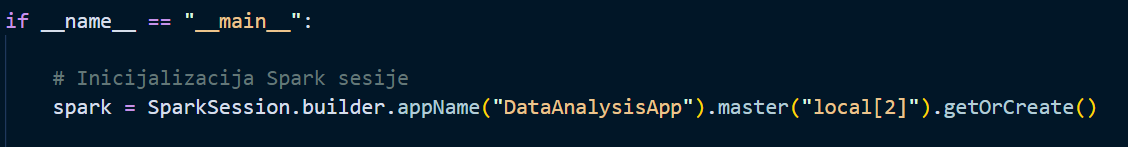 if __name__ == "__main__":
# Inicijalizacija Spark sesije
spark = SparkSession.builder.appName("DataAnalysisApp").master("local[2]").getOrCreate()